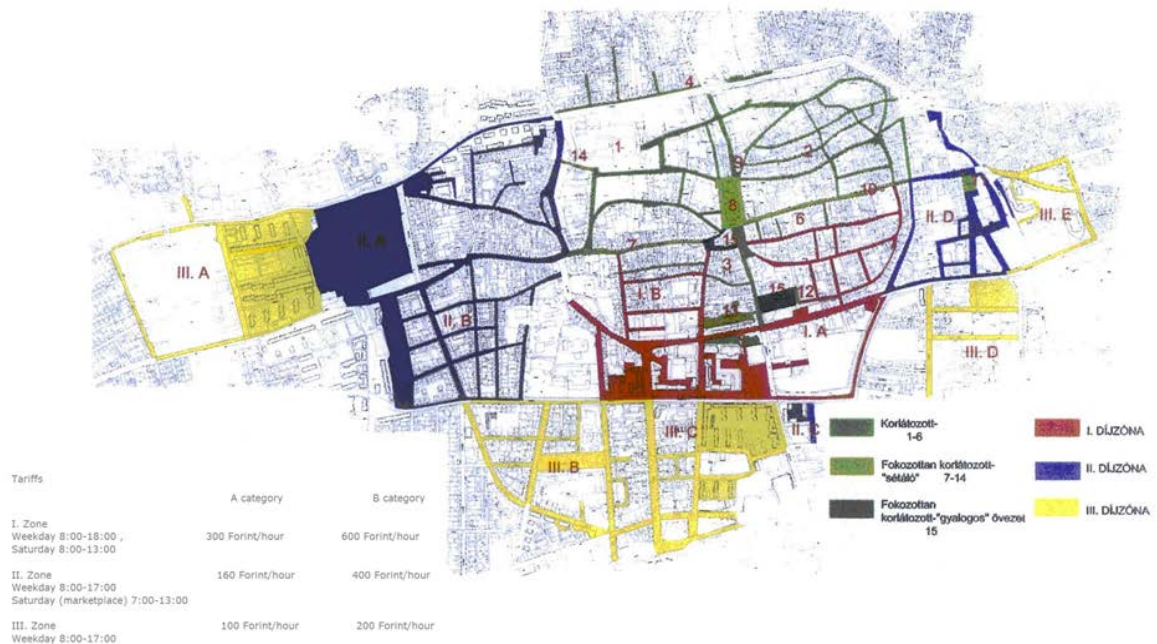 4
1
14
2
9
10
8
6
II. D
III. E
7
15
3
II. A
III. A
I. B
15
12
11
II. B
I. A
III. D
III. C
II. C
III. B
Korlátozott-
1-6
Fokozottan korlátozott-
"sétáló" 7-14
Fokozottan
korlátozott-"gyalogos" övezet
15
I. DÍJZÓNA
II. DÍJZÓNA
III. DÍJZÓNA
Tariffs
A category B category
I. Zone
Weekday 8:00-18:00 , 300 Forint/hour 600 Forint/hour
Saturday 8:00-13:00
II. Zone 160 Forint/hour 400 Forint/hour
Weekday 8:00-17:00
Saturday (marketplace) 7:00-13:00
III. Zone 100 Forint/hour 200 Forint/hour
Weekday 8:00-17:00